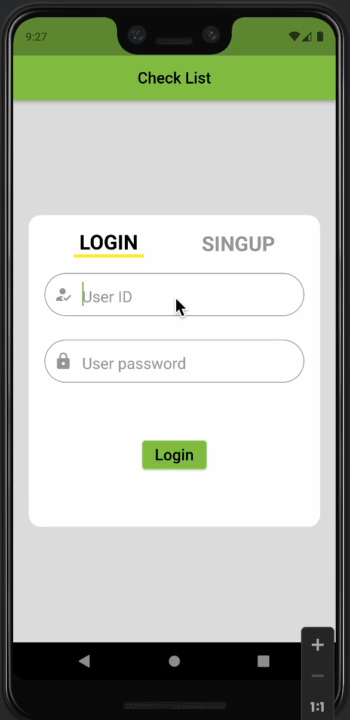 9:27
Check List
LOGIN SINGUP
User ID
User password
Login
1:1